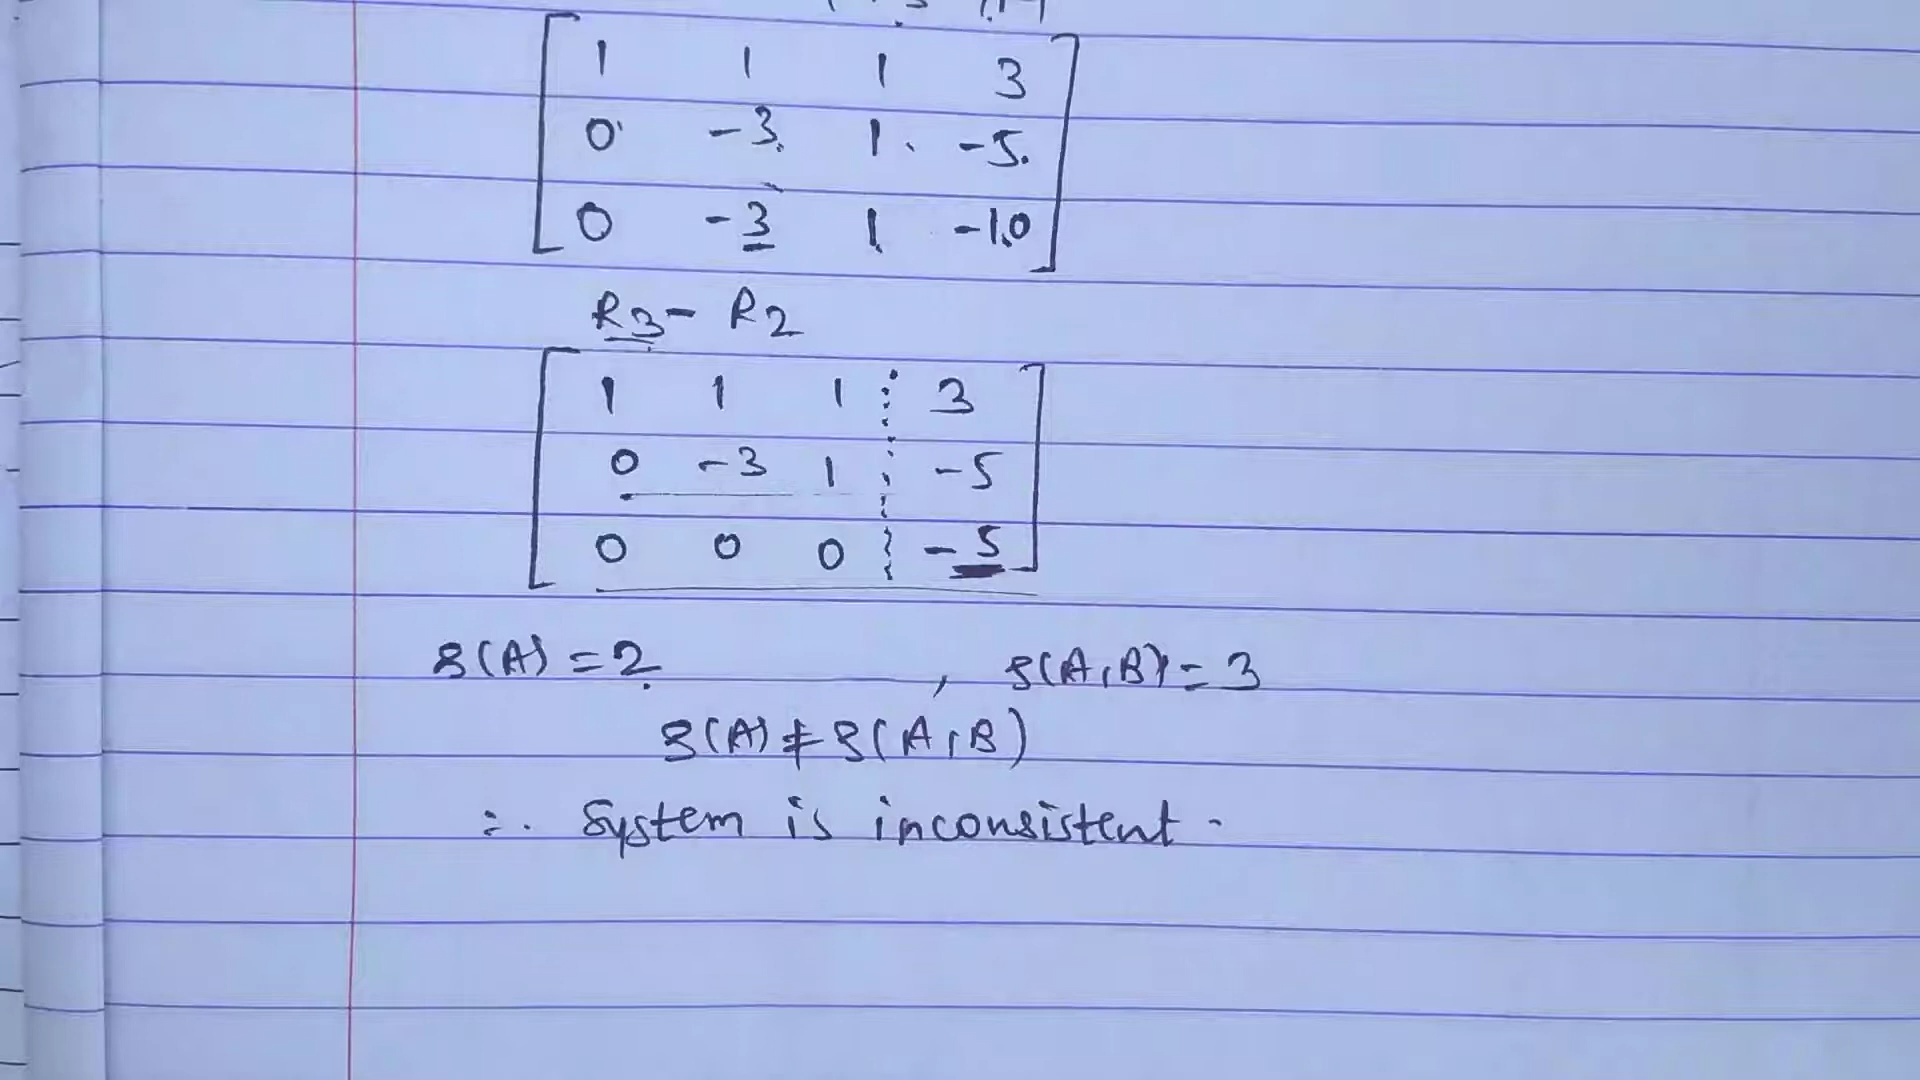 1 1 1 3
0 -3 1 -5
0 -3 1 -10
R3 - R2
1 1 1 3
0 -3 1 -5
0 0 0 -5
ρ(A) = 2 , ρ(A,B) = 3
ρ(A) ≠ ρ(A,B)
∴ System is inconsistent.